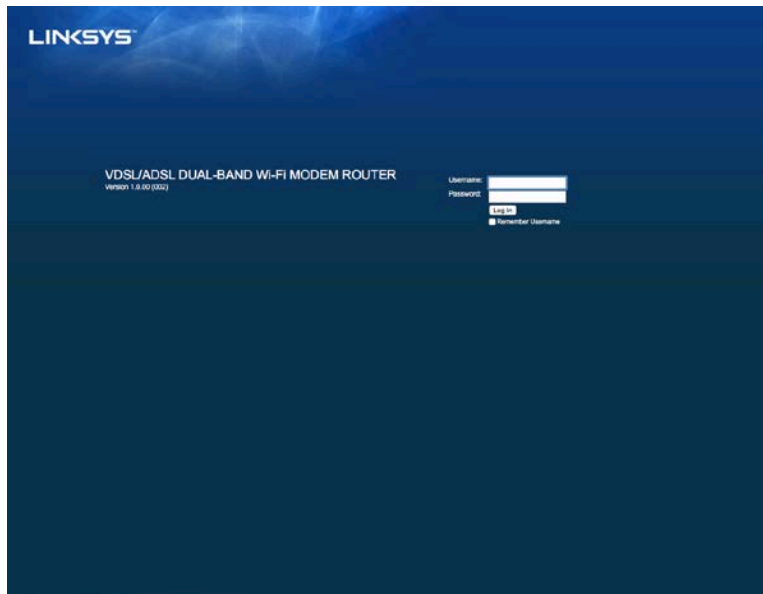 LINKSYS
VDSL/ADSL DUAL-BAND Wi-Fi MODEM ROUTER
Version 1.0.00 (002)
Username:
Password:
Log in
Remember Username